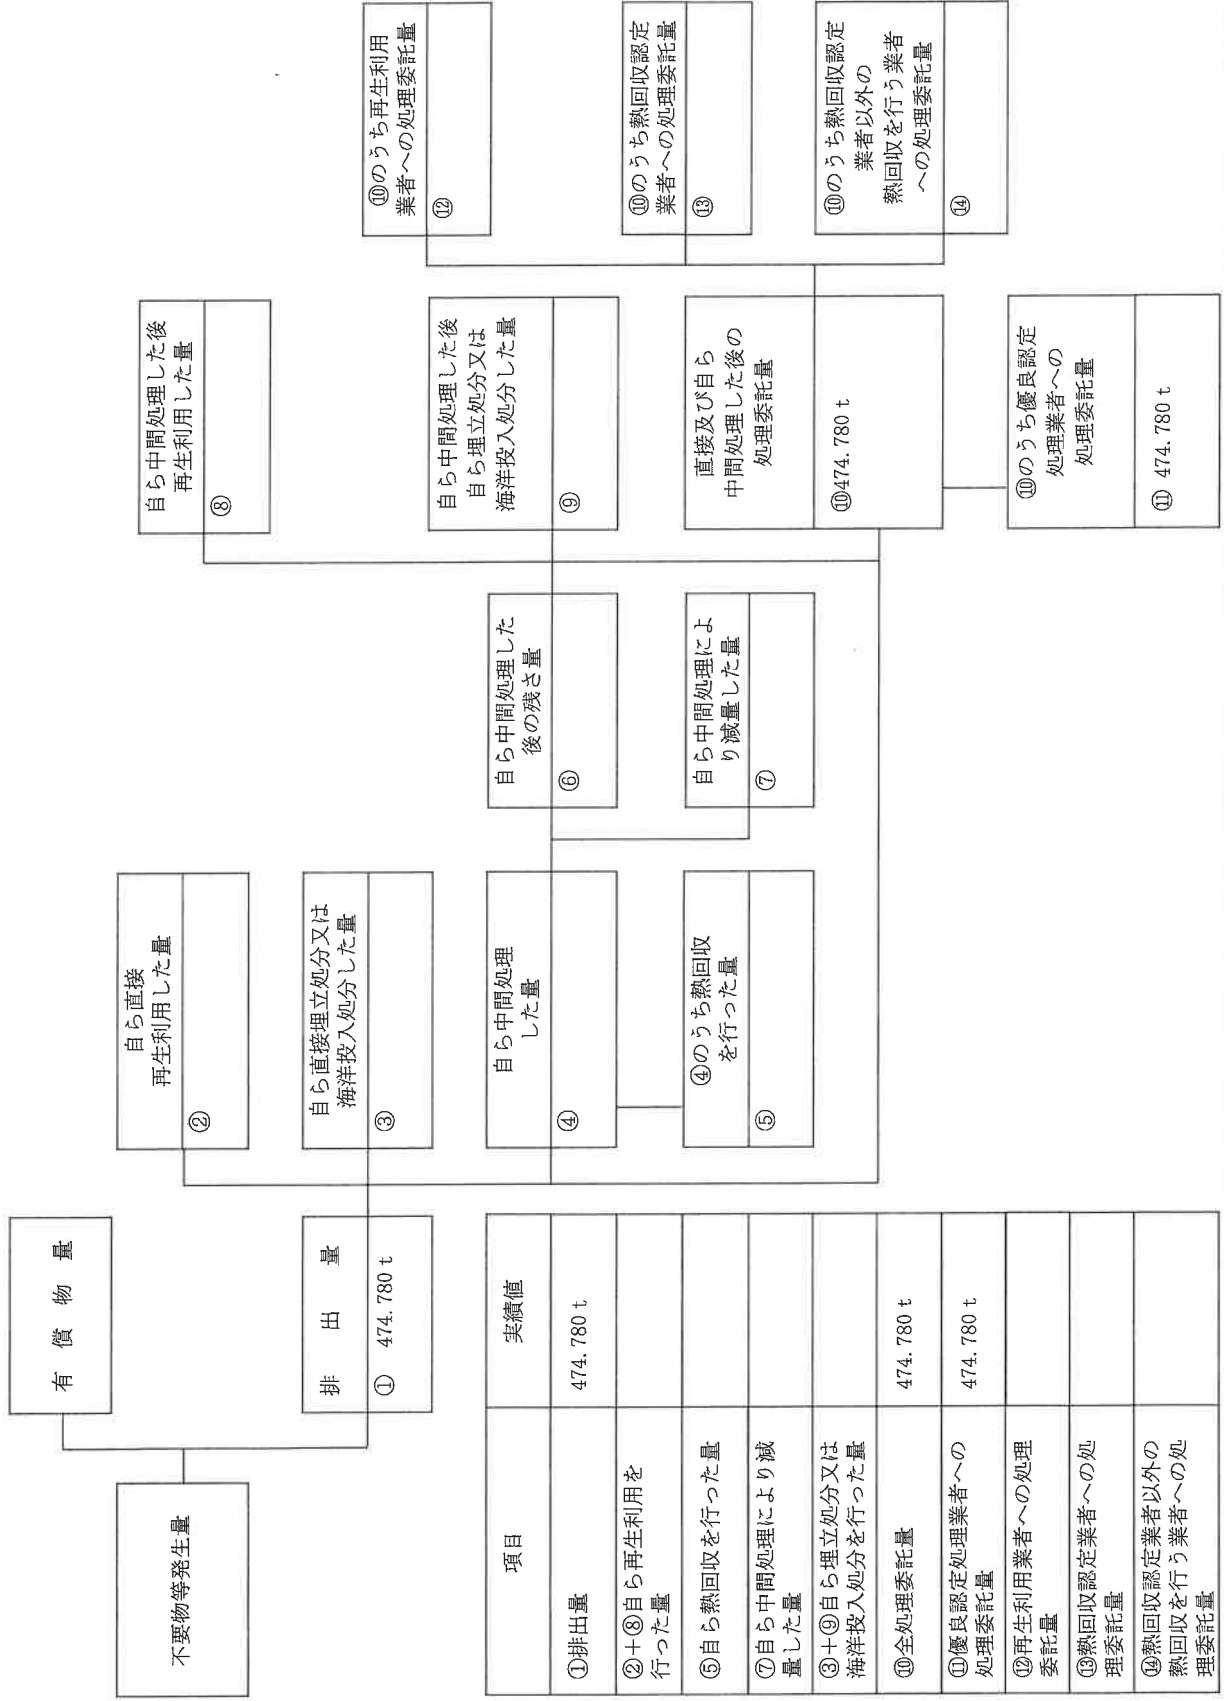 有償物量
不要物等発生量
排出量
① 474.780 t
自ら直接
再生利用した量
②
自ら直接埋立処分又は
海洋投入処分した量
③
自ら中間処理
した量
④
④のうち熱回収
を行った量
⑤
自ら中間処理した
後の残さ量
⑥
自ら中間処理によ
り減量した量
⑦
自ら中間処理した後
再生利用した量
⑧
自ら中間処理した後
自ら埋立処分又は
海洋投入処分した量
⑨
直接及び自ら
中間処理した後の
処理委託量
⑩474.780 t
⑩のうち優良認定
処理業者への
処理委託量
⑪ 474.780 t
⑩のうち再生利用
業者への処理委託量
⑫
⑩のうち熱回収認定
業者への処理委託量
⑬
⑩のうち熱回収認定
業者以外の
熱回収を行う業者
への処理委託量
⑭
項目 実績値
①排出量 474.780 t
②+⑧自ら再生利用を
行った量
⑤自ら熱回収を行った量
⑦自ら中間処理により減
量した量
③+⑨自ら埋立処分又は
海洋投入処分を行った量
⑩全処理委託量 474.780 t
⑪優良認定処理業者への
処理委託量 474.780 t
⑫再生利用業者への処理
委託量
⑬熱回収認定業者への処
理委託量
⑭熱回収認定業者以外の
熱回収を行う業者への処
理委託量